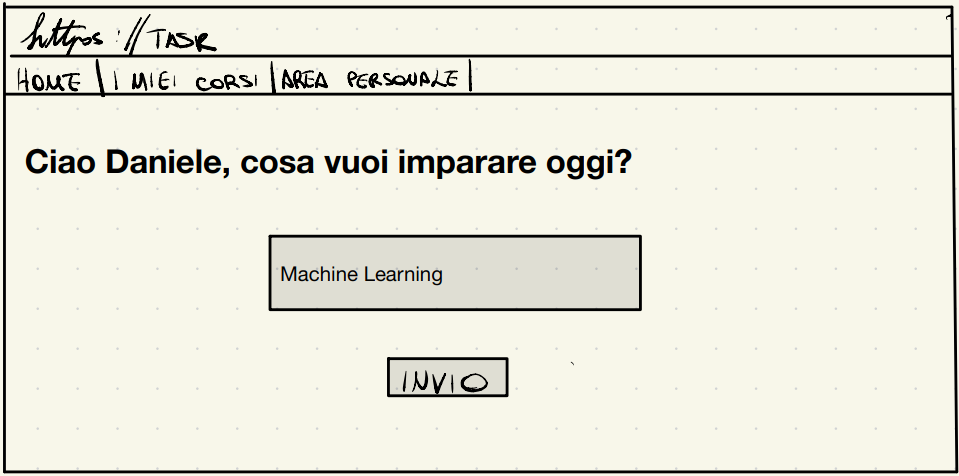 https://TASR
HOME | I MIEI CORSI | AREA PERSONALE |
Ciao Daniele, cosa vuoi imparare oggi?
Machine Learning
INVIO